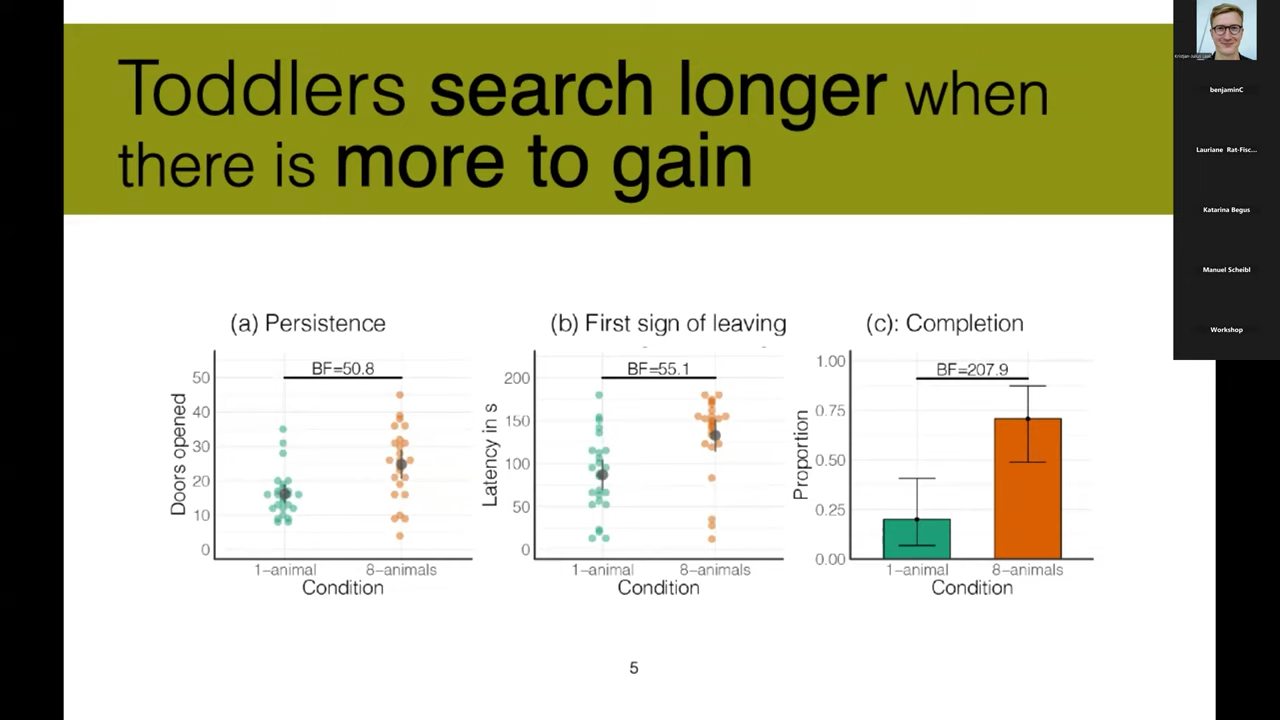 Toddlers search longer when
there is more to gain
(a) Persistence
(b) First sign of leaving
(c): Completion
BF=50.8
BF=55.1
BF=207.9
Doors opened
50
40
30
20
10
0
1-animal
8-animals
Condition
Latency in s
200
150
100
50
0
1-animal
8-animals
Condition
Proportion
1.00
0.75
0.50
0.25
0.00
1-animal
8-animals
Condition
5
benjaminC
Lauriane Rat-Fisc...
Katarina Begus
Manuel Scheibl
Workshop